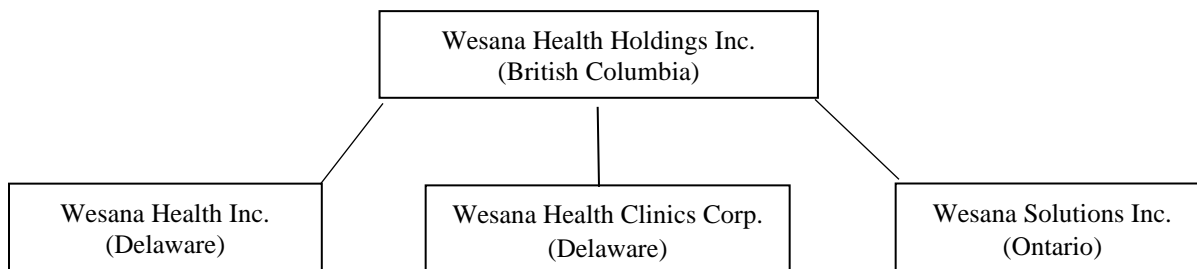 Wesana Health Holdings Inc.
(British Columbia)
Wesana Health Inc.
(Delaware)
Wesana Health Clinics Corp.
(Delaware)
Wesana Solutions Inc.
(Ontario)